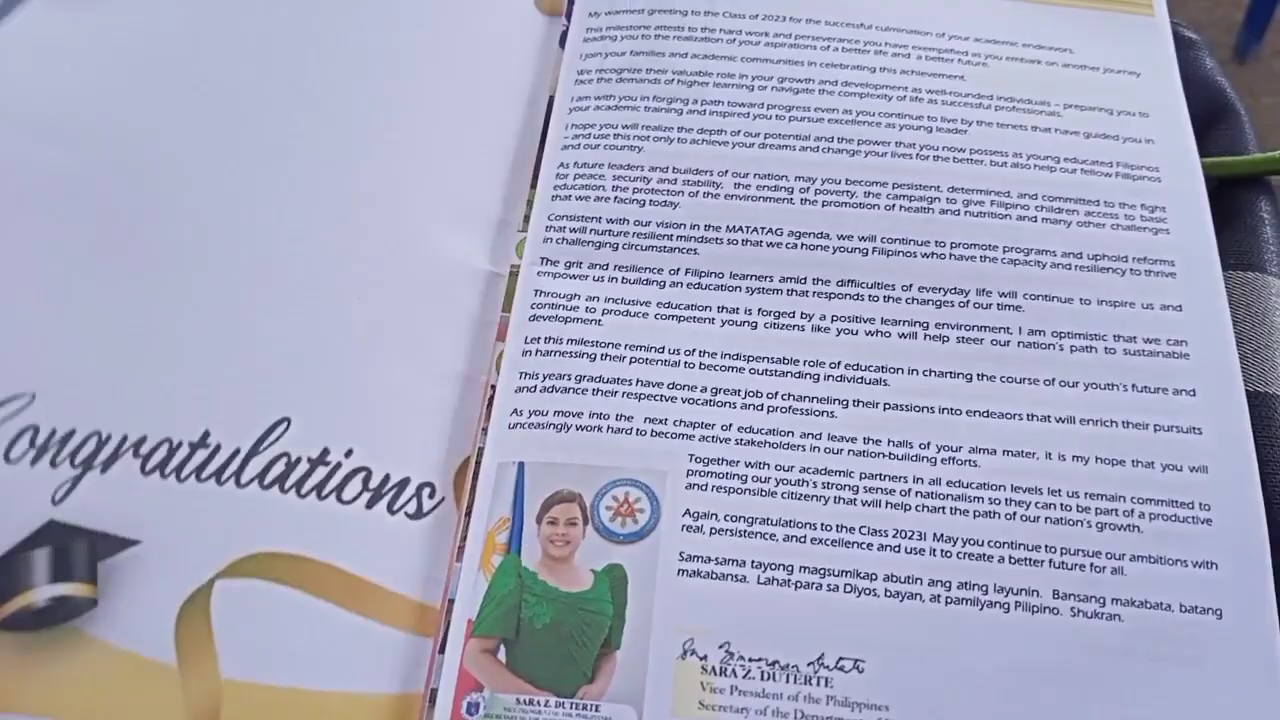 My warmest greeting to the Class of 2023 for the successful culmination of your academic endeavors.
This milestone attests to the hard work and perseverance you have exemplified as you embark on another journey
leading you to the realization of your aspirations of a better life and a better future.
I join your families and academic communities in celebrating this achievement.
We recognize their valuable role in your growth and development as well-rounded individuals – preparing you to
face the demands of higher learning or navigate the complexity of life as successful professionals.
I am with you in forging a path toward progress even as you continue to live by the tenets that have guided you in
your academic training and inspired you to pursue excellence as young leader.
I hope you will realize the depth of our potential and the power that you now possess as young educated Filipinos
– and use this not only to achieve your dreams and change your lives for the better, but also help our fellow Fillipinos
and our country.
As future leaders and builders of our nation, may you become pesistent, determined, and committed to the fight
for peace, security and stability, the ending of poverty, the campaign to give Filipino children access to basic
education, the protecton of the environment, the promotion of health and nutrition and many other challenges
that we are facing today.
Consistent with our vision in the MATATAG agenda, we will continue to promote programs and uphold reforms
that will nurture resilient mindsets so that we ca hone young Filipinos who have the capacity and resiliency to thrive
in challenging circumstances.
The grit and resilience of Filipino learners amid the difficulties of everyday life will continue to inspire us and
empower us in building an education system that responds to the changes of our time.
Through an inclusive education that is forged by a positive learning environment, I am optimistic that we can
continue to produce competent young citizens like you who will help steer our nation's path to sustainable
development.
Let this milestone remind us of the indispensable role of education in charting the course of our youth's future and
in harnessing their potential to become outstanding individuals.
This years graduates have done a great job of channeling their passions into endeaors that will enrich their pursuits
and advance their respectve vocations and professions.
As you move into the next chapter of education and leave the halls of your alma mater, it is my hope that you will
unceasingly work hard to become active stakeholders in our nation-building efforts.
Together with our academic partners in all education levels let us remain committed to
promoting our youth's strong sense of nationalism so they can to be part of a productive
and responsible citizenry that will help chart the path of our nation's growth.
Again, congratulations to the Class 2023! May you continue to pursue our ambitions with
real, persistence, and excellence and use it to create a better future for all.
Sama-sama tayong magsumikap abutin ang ating layunin. Bansang makabata, batang
makabansa. Lahat-para sa Diyos, bayan, at pamilyang Pilipino. Shukran.
SARA Z. DUTERTE
Vice President of the Philippines
Secretary of the
SARA Z. DUTERTE
Congratulations